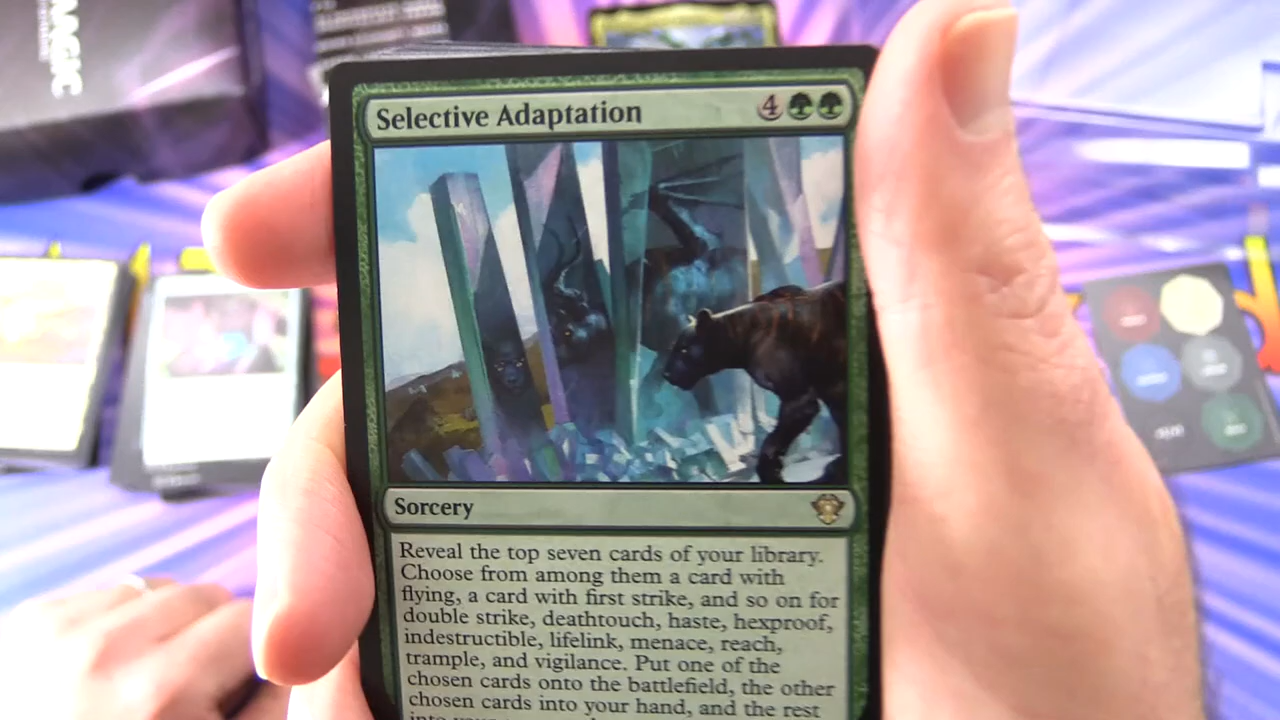 MAGIC
Selective Adaptation
4
Sorcery
Reveal the top seven cards of your library.
Choose from among them a card with
flying, a card with first strike, and so on for
double strike, deathtouch, haste, hexproof,
indestructible, lifelink, menace, reach,
trample, and vigilance. Put one of the
chosen cards onto the battlefield, the other
chosen cards into your hand, and the rest